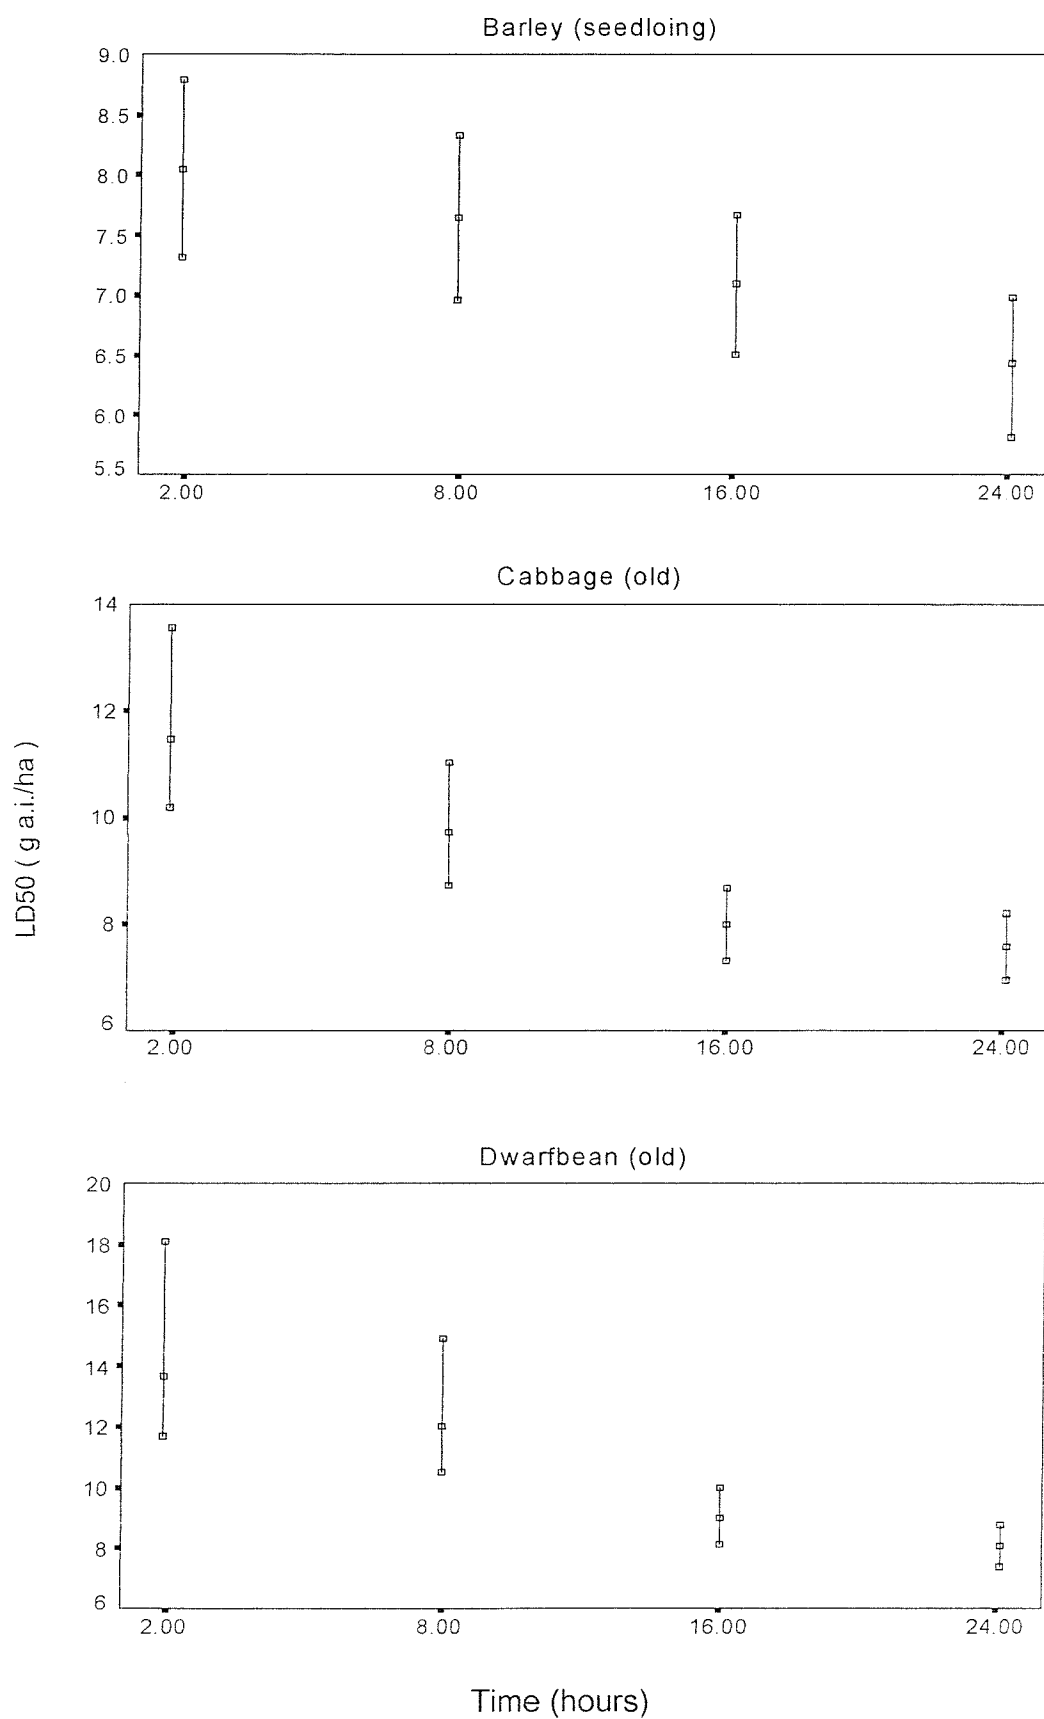 Barley (seedloing)
9.0
8.5
8.0
7.5
7.0
6.5
6.0
5.5
2.00 8.00 16.00 24.00
Cabbage (old)
14
12
10
8
6
2.00 8.00 16.00 24.00
LD50 ( g a.i./ha )
Dwarfbean (old)
20
18
16
14
12
10
8
6
2.00 8.00 16.00 24.00
Time (hours)